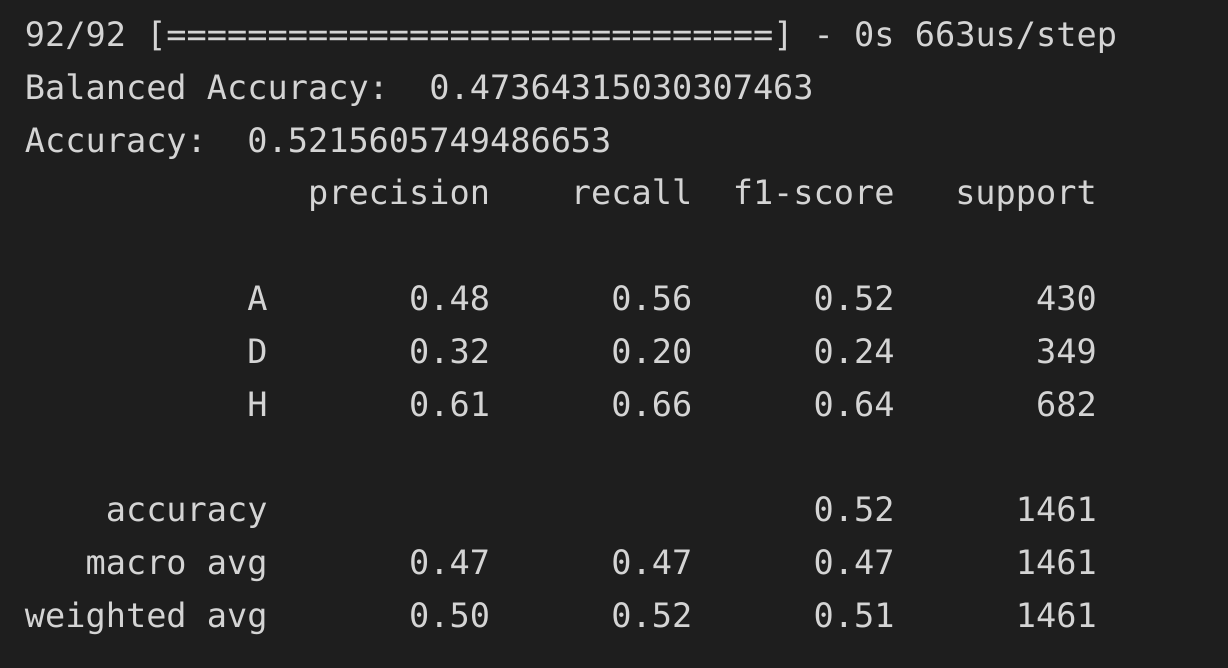 92/92 [==============================] - 0s 663us/step
Balanced Accuracy:  0.47364315030307463
Accuracy:  0.5215605749486653
              precision    recall  f1-score   support

           A       0.48      0.56      0.52       430
           D       0.32      0.20      0.24       349
           H       0.61      0.66      0.64       682

    accuracy                           0.52      1461
   macro avg       0.47      0.47      0.47      1461
weighted avg       0.50      0.52      0.51      1461